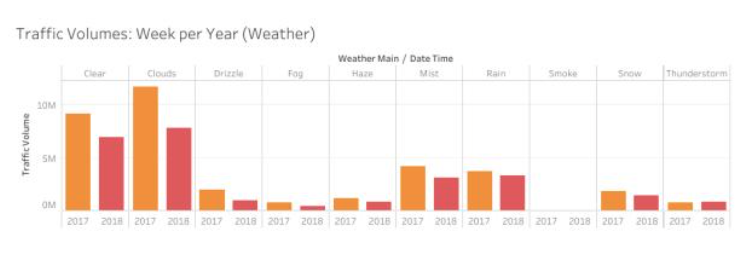 Traffic Volumes: Week per Year (Weather)
Weather Main / Date Time
Clear Clouds Drizzle Fog Haze Mist Rain Smoke Snow Thunderstorm
Traffic Volume
10M
5M
0M
2017 2018 2017 2018 2017 2018 2017 2018 2017 2018 2017 2018 2017 2018 2017 2018 2017 2018 2017 2018